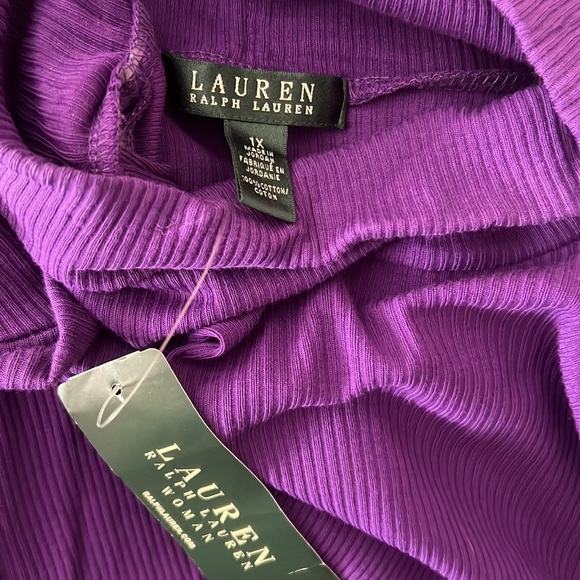 LAUREN
RALPH LAUREN
1X
MADE IN
JORDAN
FABRIQUÉ EN
JORDANIE
100% COTTON/
COTON
LAUREN
RALPH LAUREN
WOMAN
RALPHLAUREN.COM